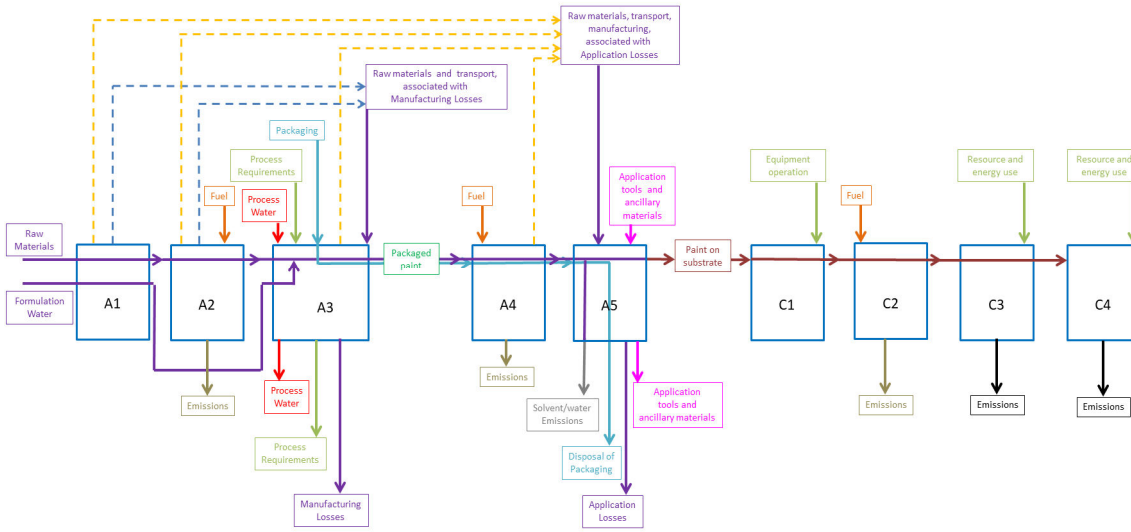 Raw materials, transport,
manufacturing,
associated with
Application Losses
Raw materials and transport,
associated with
Manufacturing Losses
Packaging
Process
Requirements
Equipment
operation
Resource and
energy use
Resource and
energy use
Application
tools and
ancillary
materials
Fuel
Process
Water
Fuel
Fuel
Raw
Materials
Packaged
paint
Paint on
substrate
Formulation
Water
A1
A2
A3
A4
A5
C1
C2
C3
C4
Emissions
Process
Water
Emissions
Solvent/water
Emissions
Application
tools and
ancillary materials
Emissions
Emissions
Emissions
Process
Requirements
Disposal of
Packaging
Manufacturing
Losses
Application
Losses